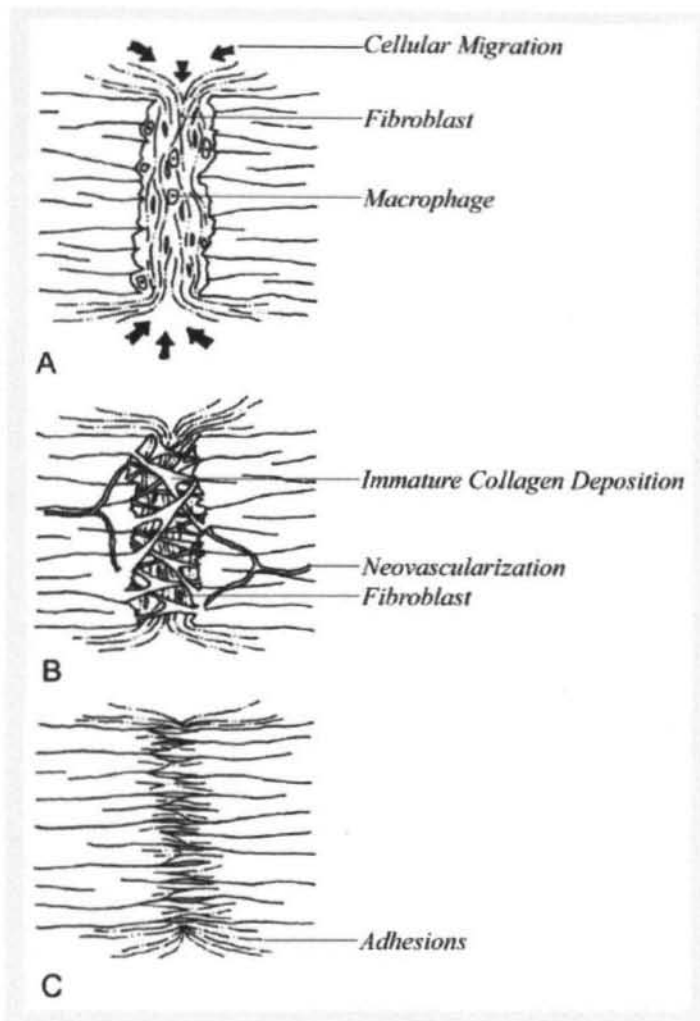 Cellular Migration
Fibroblast
Macrophage
A
Immature Collagen Deposition
Neovascularization
Fibroblast
B
Adhesions
C